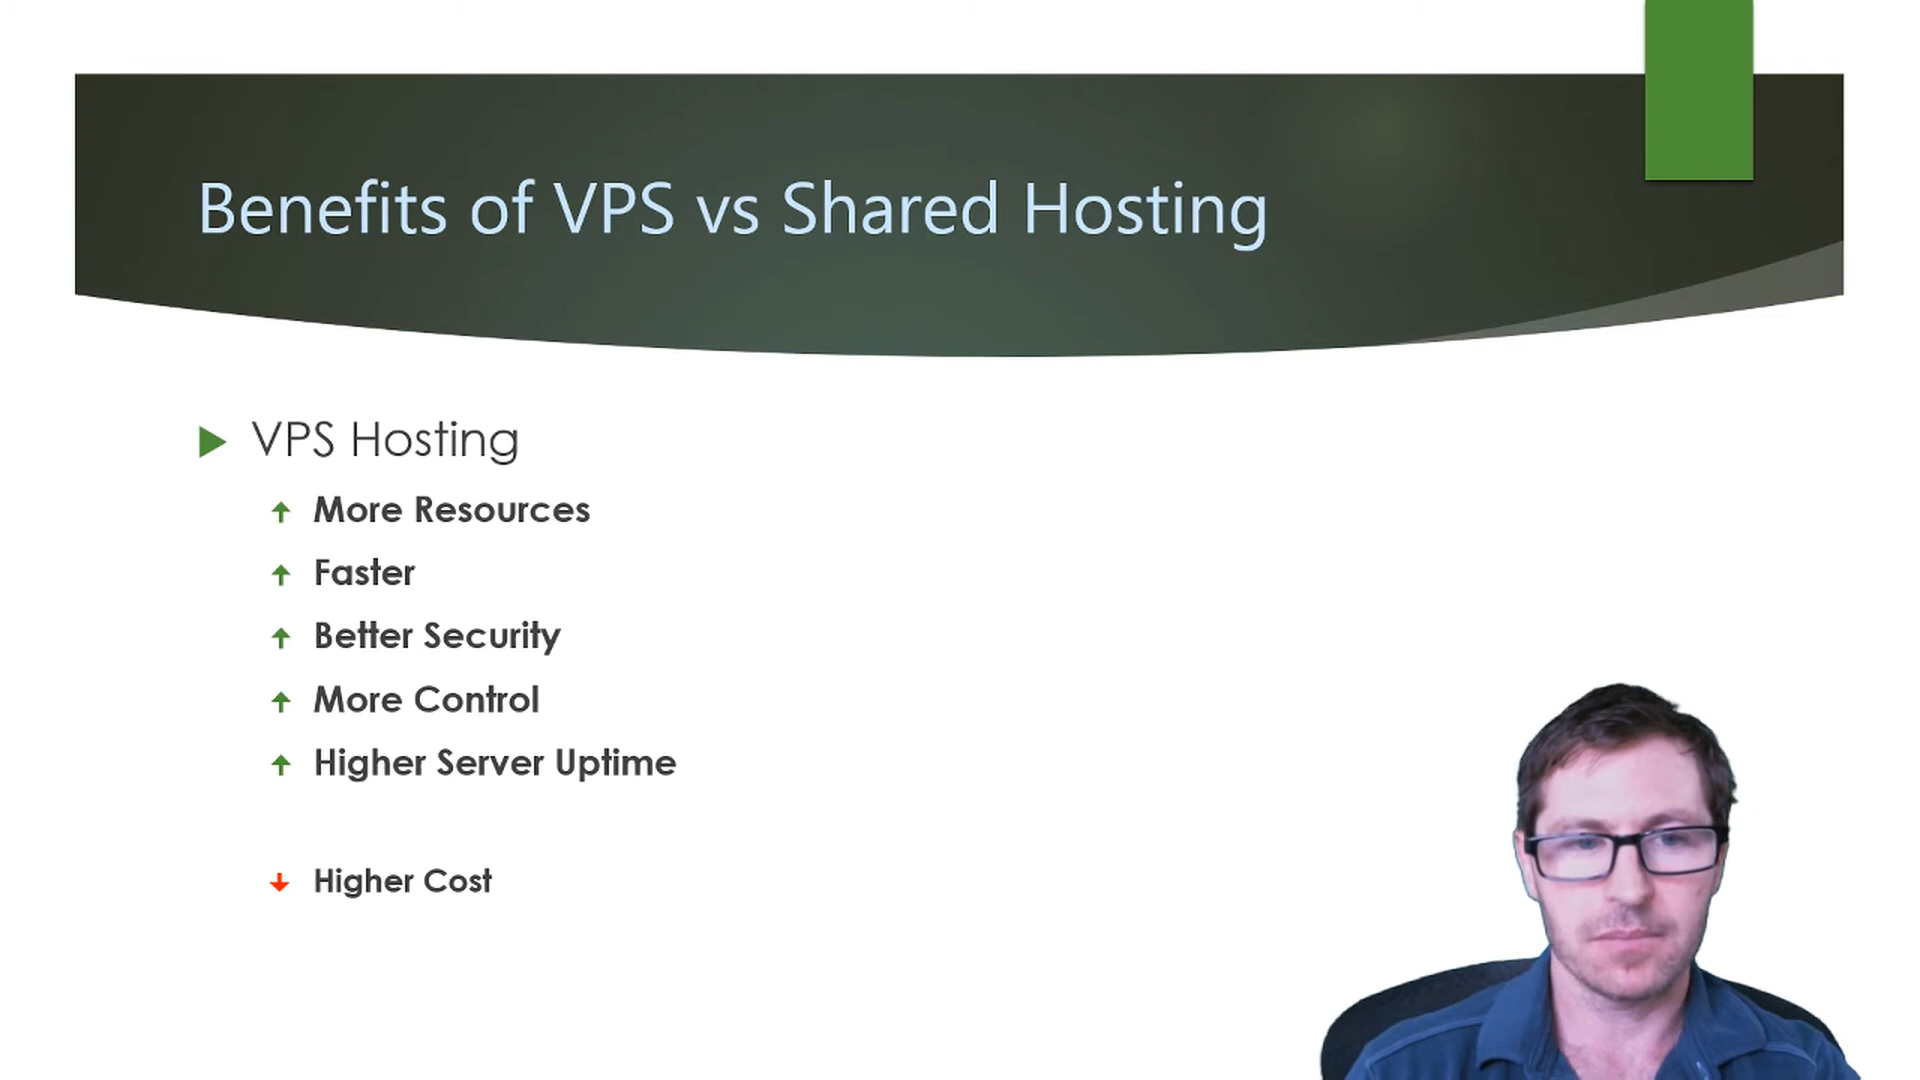 Benefits of VPS vs Shared Hosting
VPS Hosting
More Resources
Faster
Better Security
More Control
Higher Server Uptime
Higher Cost